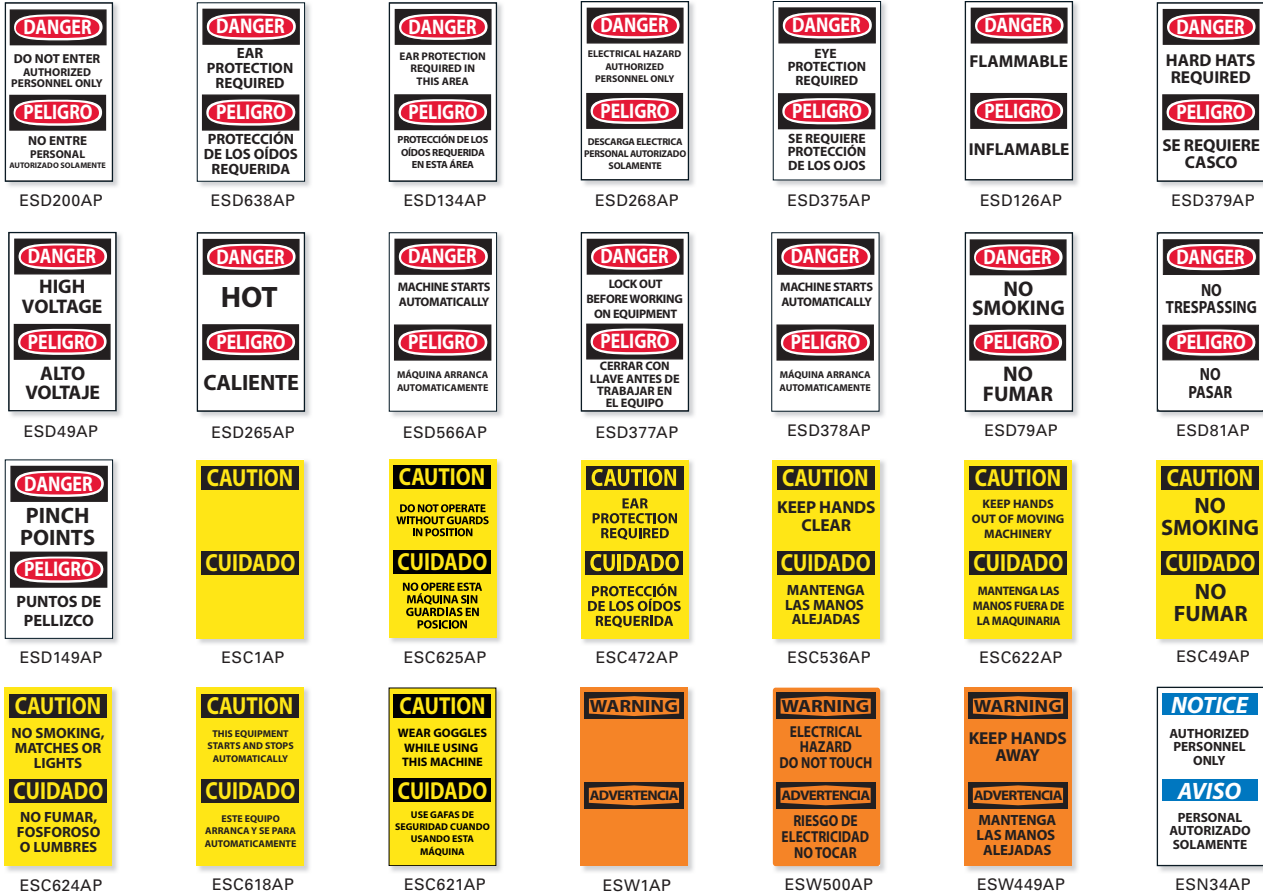 DANGER
DO NOT ENTER
AUTHORIZED
PERSONNEL ONLY
PELIGRO
NO ENTRE
PERSONAL
AUTORIZADO SOLAMENTE
ESD200AP
DANGER
EAR
PROTECTION
REQUIRED
PELIGRO
PROTECCIÓN
DE LOS OÍDOS
REQUERIDA
ESD638AP
DANGER
EAR PROTECTION
REQUIRED IN
THIS AREA
PELIGRO
PROTECCIÓN DE LOS
OÍDOS REQUERIDA
EN ESTA ÁREA
ESD134AP
DANGER
ELECTRICAL HAZARD
AUTHORIZED
PERSONNEL ONLY
PELIGRO
DESCARGA ELECTRICA
PERSONAL AUTORIZADO
SOLAMENTE
ESD268AP
DANGER
EYE
PROTECTION
REQUIRED
PELIGRO
SE REQUIERE
PROTECCIÓN
DE LOS OJOS
ESD375AP
DANGER
FLAMMABLE
PELIGRO
INFLAMABLE
ESD126AP
DANGER
HARD HATS
REQUIRED
PELIGRO
SE REQUIERE
CASCO
ESD379AP
DANGER
HIGH
VOLTAGE
PELIGRO
ALTO
VOLTAJE
ESD49AP
DANGER
HOT
PELIGRO
CALIENTE
ESD265AP
DANGER
MACHINE STARTS
AUTOMATICALLY
PELIGRO
MÁQUINA ARRANCA
AUTOMATICAMENTE
ESD566AP
DANGER
LOCK OUT
BEFORE WORKING
ON EQUIPMENT
PELIGRO
CERRAR CON
LLAVE ANTES DE
TRABAJAR EN
EL EQUIPO
ESD377AP
DANGER
MACHINE STARTS
AUTOMATICALLY
PELIGRO
MÁQUINA ARRANCA
AUTOMATICAMENTE
ESD378AP
DANGER
NO
SMOKING
PELIGRO
NO
FUMAR
ESD79AP
DANGER
NO
TRESPASSING
PELIGRO
NO
PASAR
ESD81AP
DANGER
PINCH
POINTS
PELIGRO
PUNTOS DE
PELLIZCO
ESD149AP
CAUTION
CUIDADO
ESC1AP
CAUTION
DO NOT OPERATE
WITHOUT GUARDS
IN POSITION
CUIDADO
NO OPERE ESTA
MÁQUINA SIN
GUARDÍAS EN
POSICION
ESC625AP
CAUTION
EAR
PROTECTION
REQUIRED
CUIDADO
PROTECCIÓN
DE LOS OÍDOS
REQUERIDA
ESC472AP
CAUTION
KEEP HANDS
CLEAR
CUIDADO
MANTENGA
LAS MANOS
ALEJADAS
ESC536AP
CAUTION
KEEP HANDS
OUT OF MOVING
MACHINERY
CUIDADO
MANTENGA LAS
MANOS FUERA DE
LA MAQUINARIA
ESC622AP
CAUTION
NO
SMOKING
CUIDADO
NO
FUMAR
ESC49AP
CAUTION
NO SMOKING,
MATCHES OR
LIGHTS
CUIDADO
NO FUMAR,
FOSFOROSO
O LUMBRES
ESC624AP
CAUTION
THIS EQUIPMENT
STARTS AND STOPS
AUTOMATICALLY
CUIDADO
ESTE EQUIPO
ARRANCA Y SE PARA
AUTOMATICAMENTE
ESC618AP
CAUTION
WEAR GOGGLES
WHILE USING
THIS MACHINE
CUIDADO
USE GAFAS DE
SEGURIDAD CUANDO
USANDO ESTA
MÁQUINA
ESC621AP
WARNING
ADVERTENCIA
ESW1AP
WARNING
ELECTRICAL
HAZARD
DO NOT TOUCH
ADVERTENCIA
RIESGO DE
ELECTRICIDAD
NO TOCAR
ESW500AP
WARNING
KEEP HANDS
AWAY
ADVERTENCIA
MANTENGA
LAS MANOS
ALEJADAS
ESW449AP
NOTICE
AUTHORIZED
PERSONNEL
ONLY
AVISO
PERSONAL
AUTORIZADO
SOLAMENTE
ESN34AP